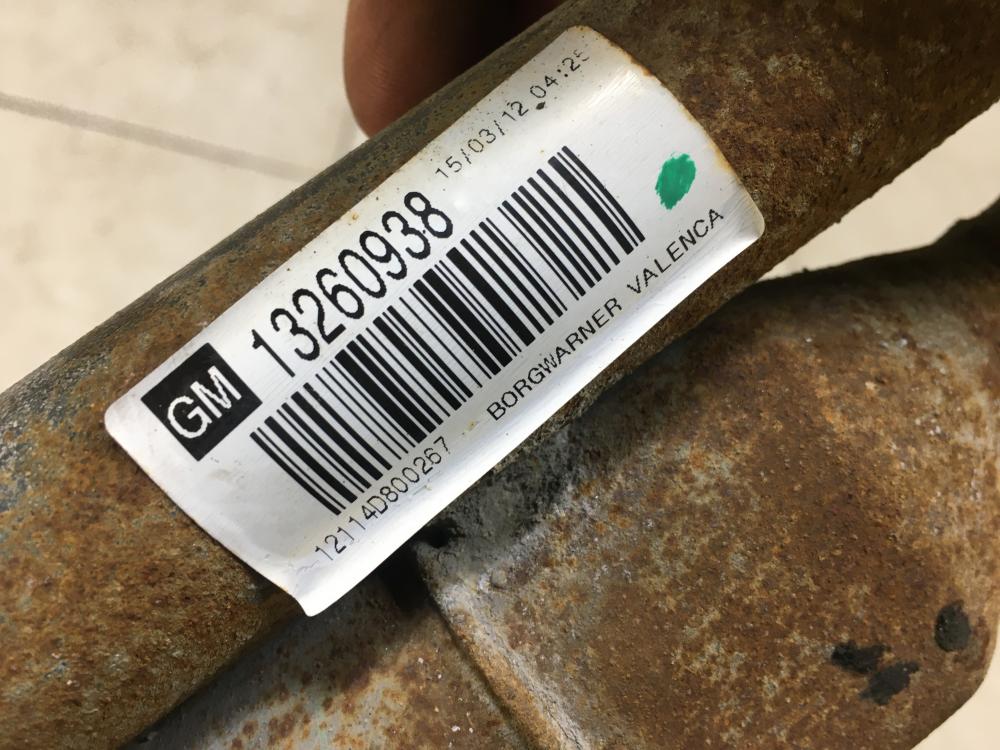 15/03/12 04:25
GM 13260938
12114D800267 BORGWARNER VALENCA